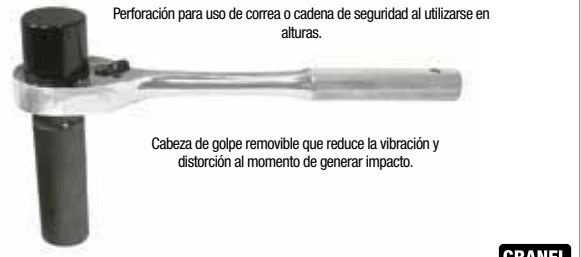 Perforación para uso de correa o cadena de seguridad al utilizarse en
alturas.
Cabeza de golpe removible que reduce la vibración y
distorción al momento de generar impacto.
GRANEL